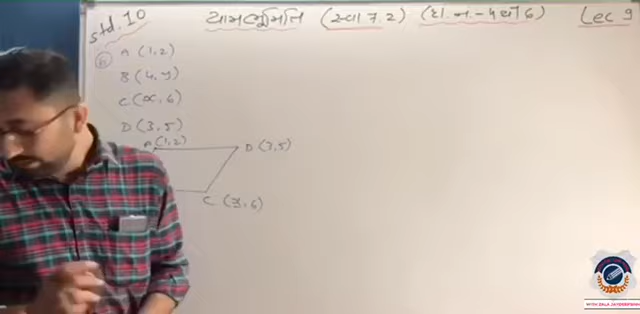 std. 10
યામભૂમિતિ (સ્વા 7.2) (દા.ન.-4 થી 6)
Lec 9
6) A (1,2)
B (4,y)
C (x,6)
D (3,5)
A (1,2)
D (3,5)
C (x,6)